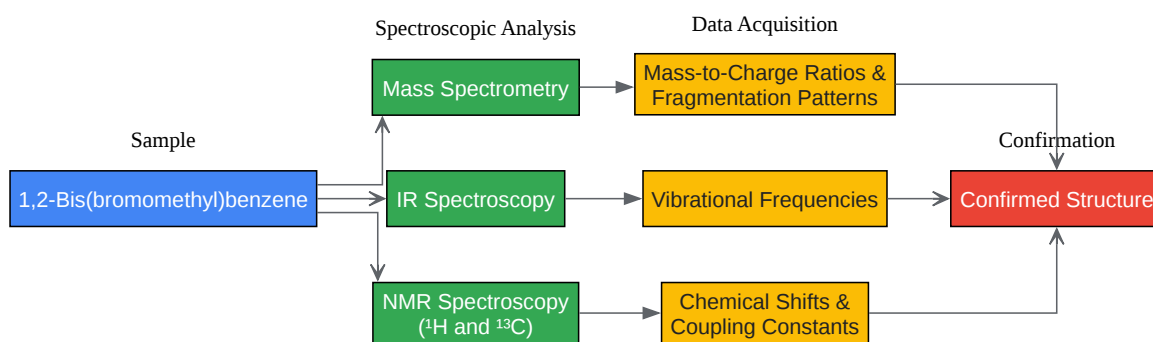 Spectroscopic Analysis
Data Acquisition
Mass Spectrometry
Mass-to-Charge Ratios &
Fragmentation Patterns
Sample
Confirmation
1,2-Bis(bromomethyl)benzene
IR Spectroscopy
Vibrational Frequencies
Confirmed Structure
NMR Spectroscopy
(¹H and ¹³C)
Chemical Shifts &
Coupling Constants